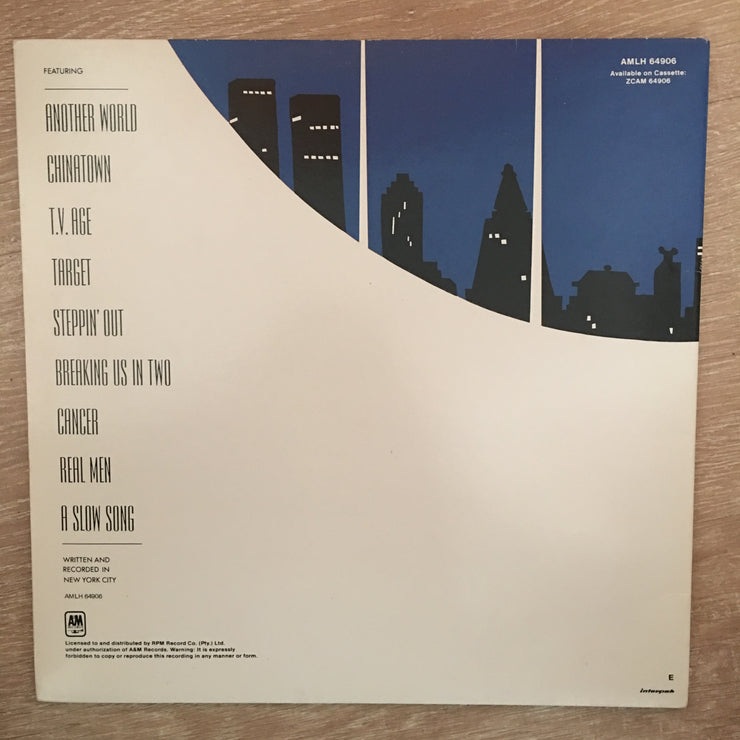 FEATURING
ANOTHER WORLD
CHINATOWN
T.V. AGE
TARGET
STEPPIN' OUT
BREAKING US IN TWO
CANCER
REAL MEN
A SLOW SONG
WRITTEN AND
RECORDED IN
NEW YORK CITY
AMLH 64906
A&M
Licensed to and distributed by RPM Record Co. (Pty.) Ltd.
under authorization of A&M Records. Warning: It is expressly
forbidden to copy or reproduce this recording in any manner or form.
AMLH 64906
Available on Cassette:
ZCAM 64906
E
interpak